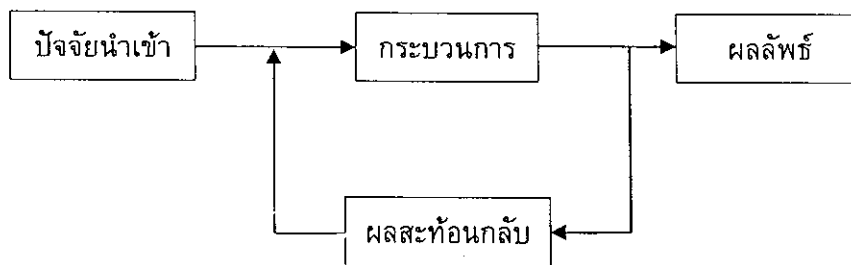 ปัจจัยนำเข้า
กระบวนการ
ผลลัพธ์
ผลสะท้อนกลับ